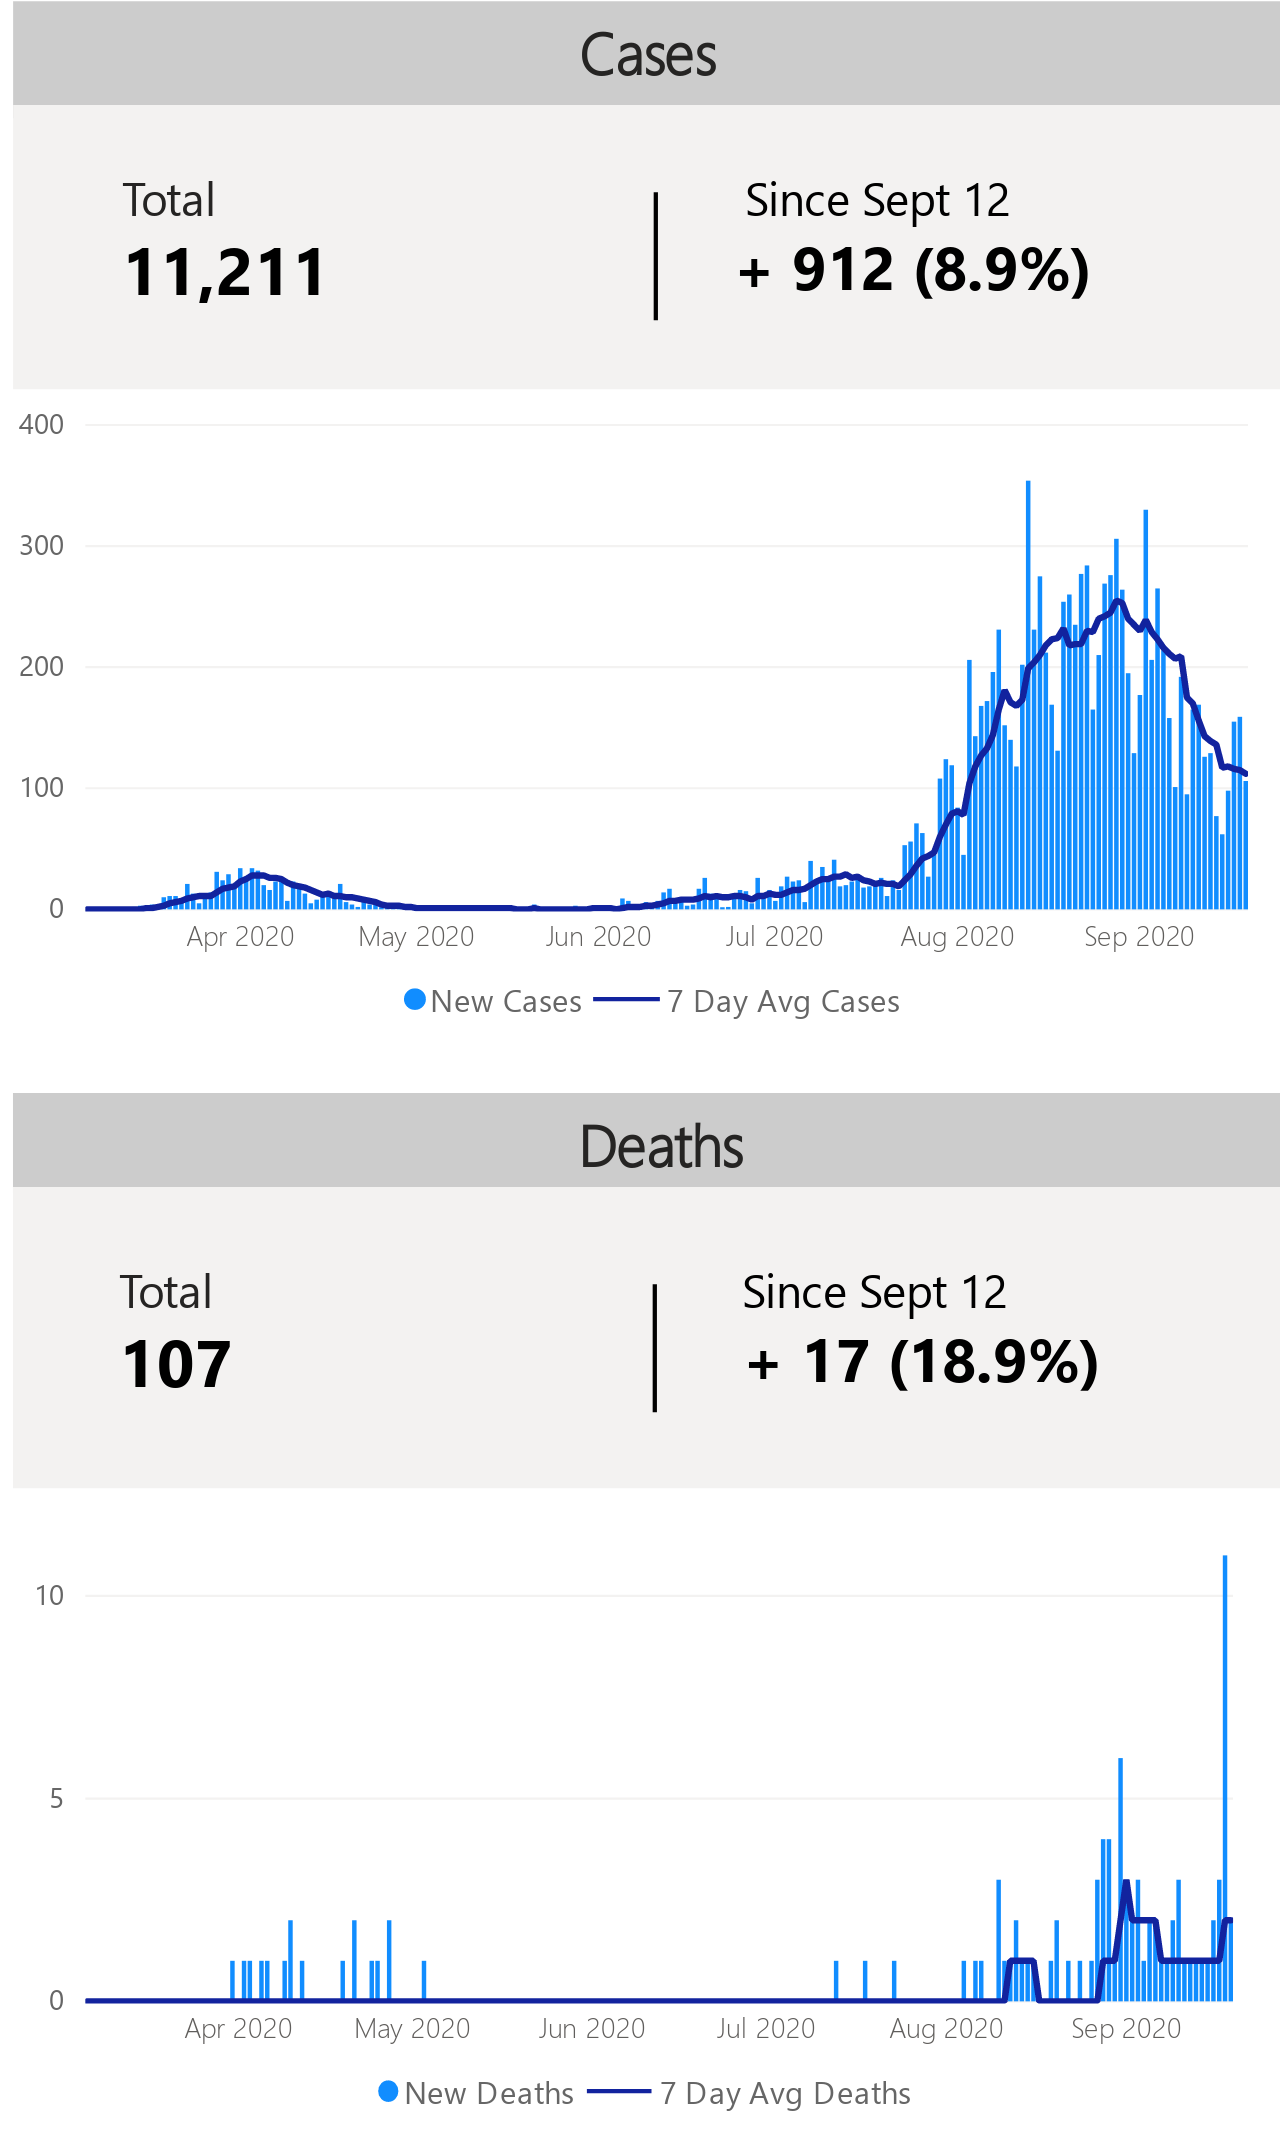 Cases
Total
Since Sept 12
11,211
+ 912 (8.9%)
400
300
200
100
0
Apr 2020
May 2020
Jun 2020
Jul 2020
Aug 2020
Sep 2020
New Cases
7 Day Avg Cases
Deaths
Total
Since Sept 12
107
+ 17 (18.9%)
10
5
0
Apr 2020
May 2020
Jun 2020
Jul 2020
Aug 2020
Sep 2020
New Deaths
7 Day Avg Deaths